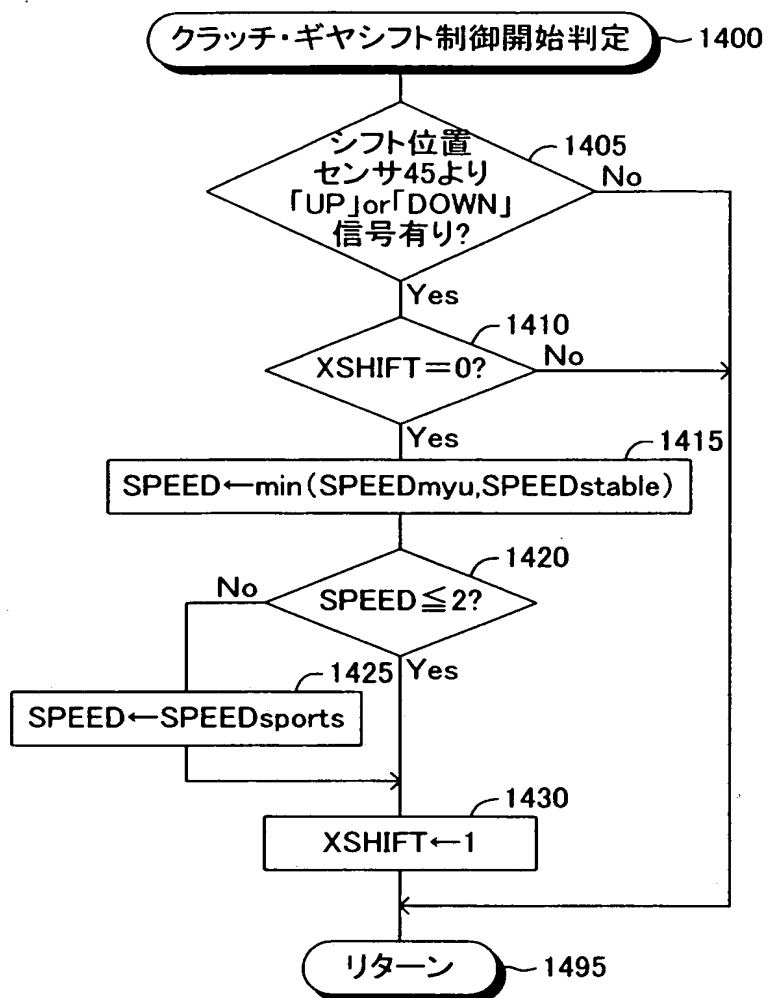 クラッチ・ギヤシフト制御開始判定
1400
シフト位置
センサ45より
「UP」or「DOWN」
信号有り?
1405
No
Yes
XSHIFT=0?
1410
No
Yes
1415
SPEED←min(SPEEDmyu,SPEEDstable)
SPEED≦2?
1420
No
Yes
1425
SPEED←SPEEDsports
1430
XSHIFT←1
リターン
1495